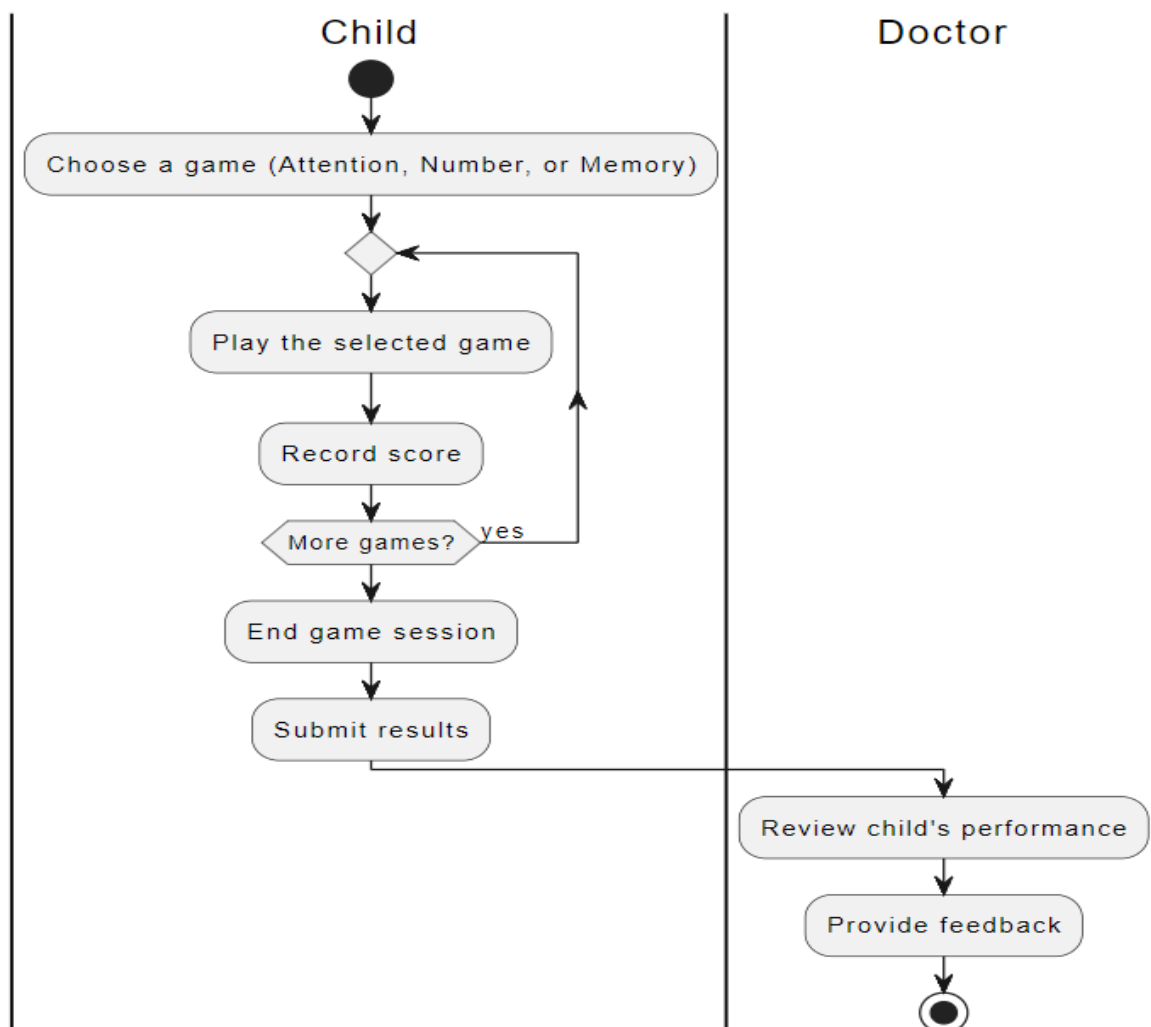 Child
Doctor
Choose a game (Attention, Number, or Memory)
Play the selected game
Record score
More games?
yes
End game session
Submit results
Review child's performance
Provide feedback